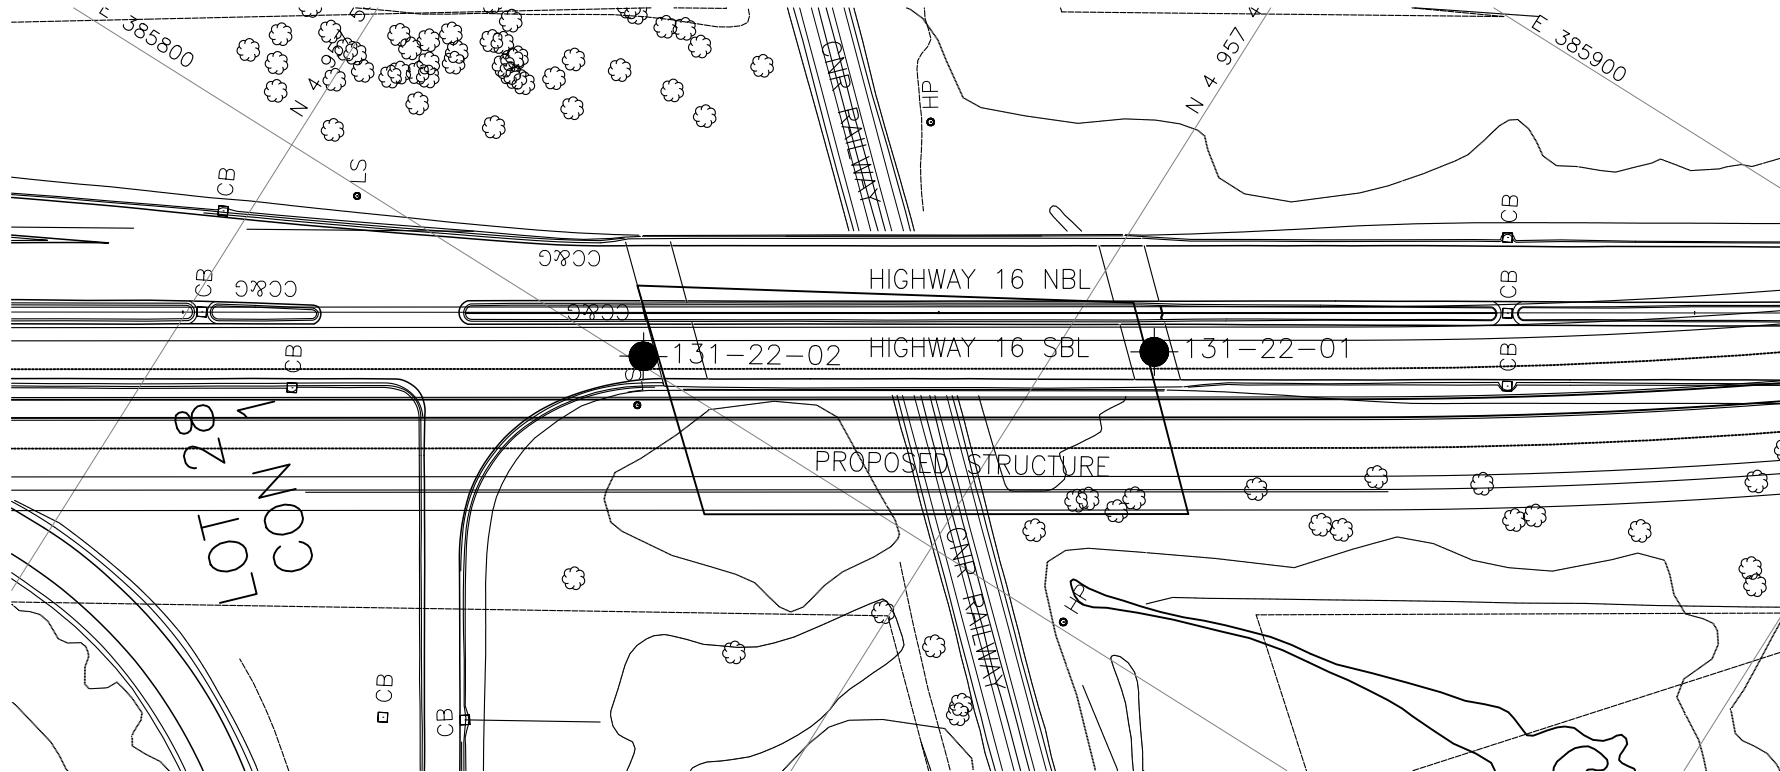 E 385800
N 4 956
CNR RAILWAY
HP
N 4 957 4
E 385900
LS
CB
CB
CC&G
CB
CC&G
CC&G
HIGHWAY 16 NBL
CB
CB
131-22-02
HIGHWAY 16 SBL
131-22-01
CB
LOT 28
CON 1
PROPOSED STRUCTURE
CNR RAILWAY
HP
CB
CB